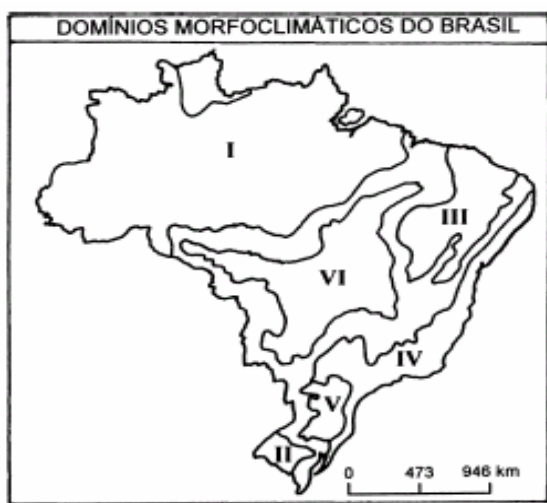 DOMÍNIOS MORFOCLIMÁTICOS DO BRASIL
I
III
VI
IV
V
II
0 473 946 km